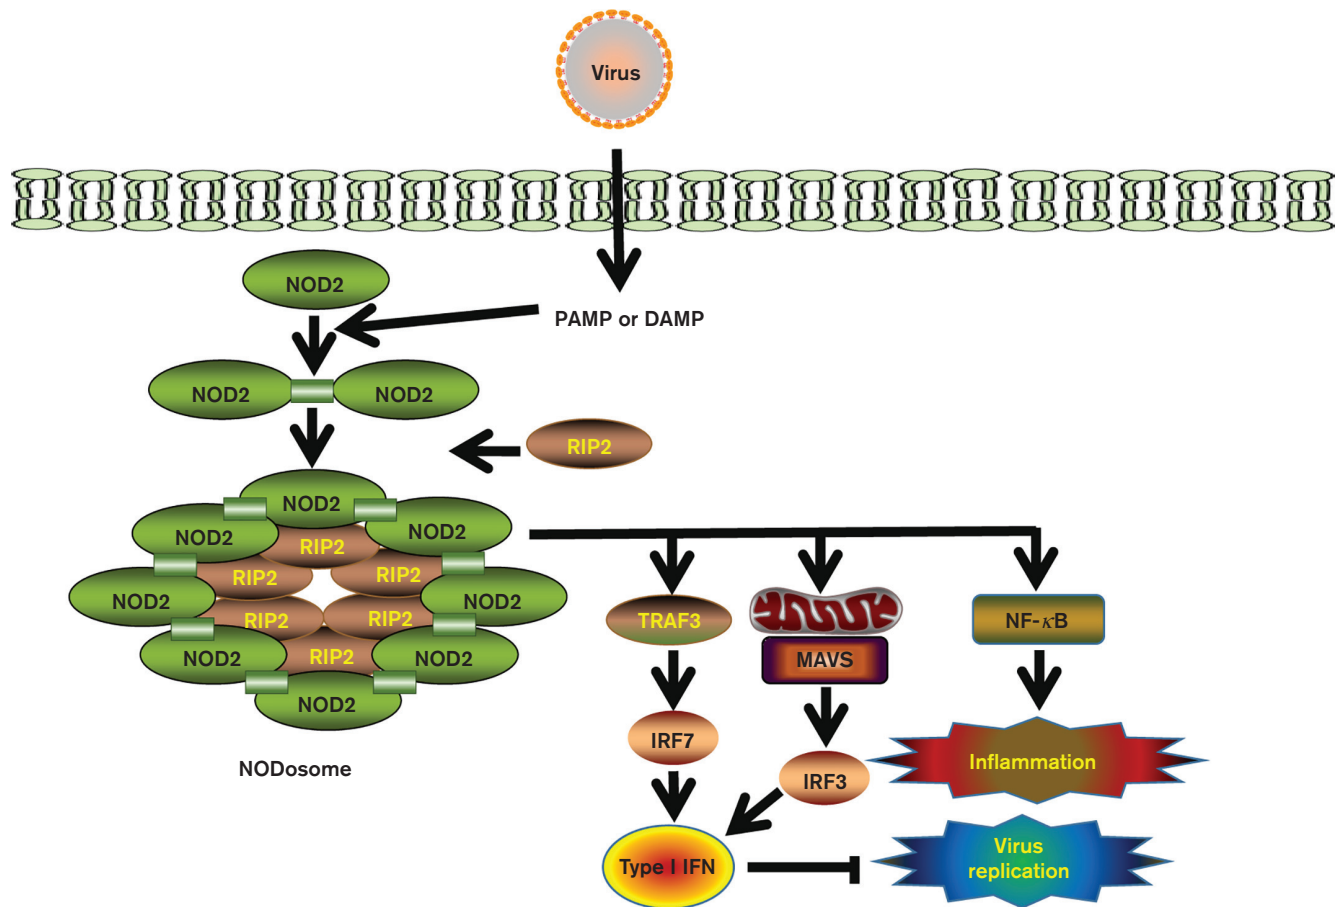 Virus
NOD2
PAMP or DAMP
NOD2
NOD2
RIP2
NOD2
NOD2
NOD2
RIP2
RIP2
RIP2
NOD2
NOD2
RIP2
RIP2
NOD2
NOD2
RIP2
NOD2
NODosome
TRAF3
MAVS
NF-κB
IRF7
IRF3
Inflammation
Type I IFN
Virus
replication